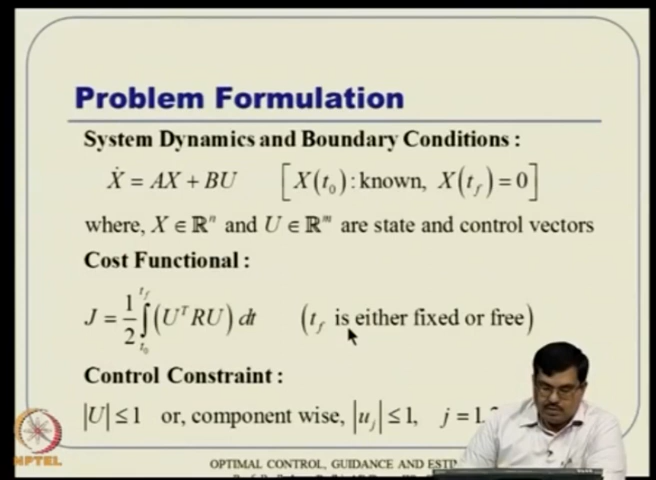 Problem Formulation
System Dynamics and Boundary Conditions :
Ẋ = AX + BU [X(t₀) : known, X(t_f) = 0]
where, X ∈ ℝⁿ and U ∈ ℝᵐ are state and control vectors
Cost Functional :
J = 1/2 ∫_{t₀}^{t_f} (UᵀRU) dt (t_f is either fixed or free)
Control Constraint :
|U| ≤ 1 or, component wise, |u_j| ≤ 1, j = 1,
NPTEL
OPTIMAL CONTROL, GUIDANCE AND